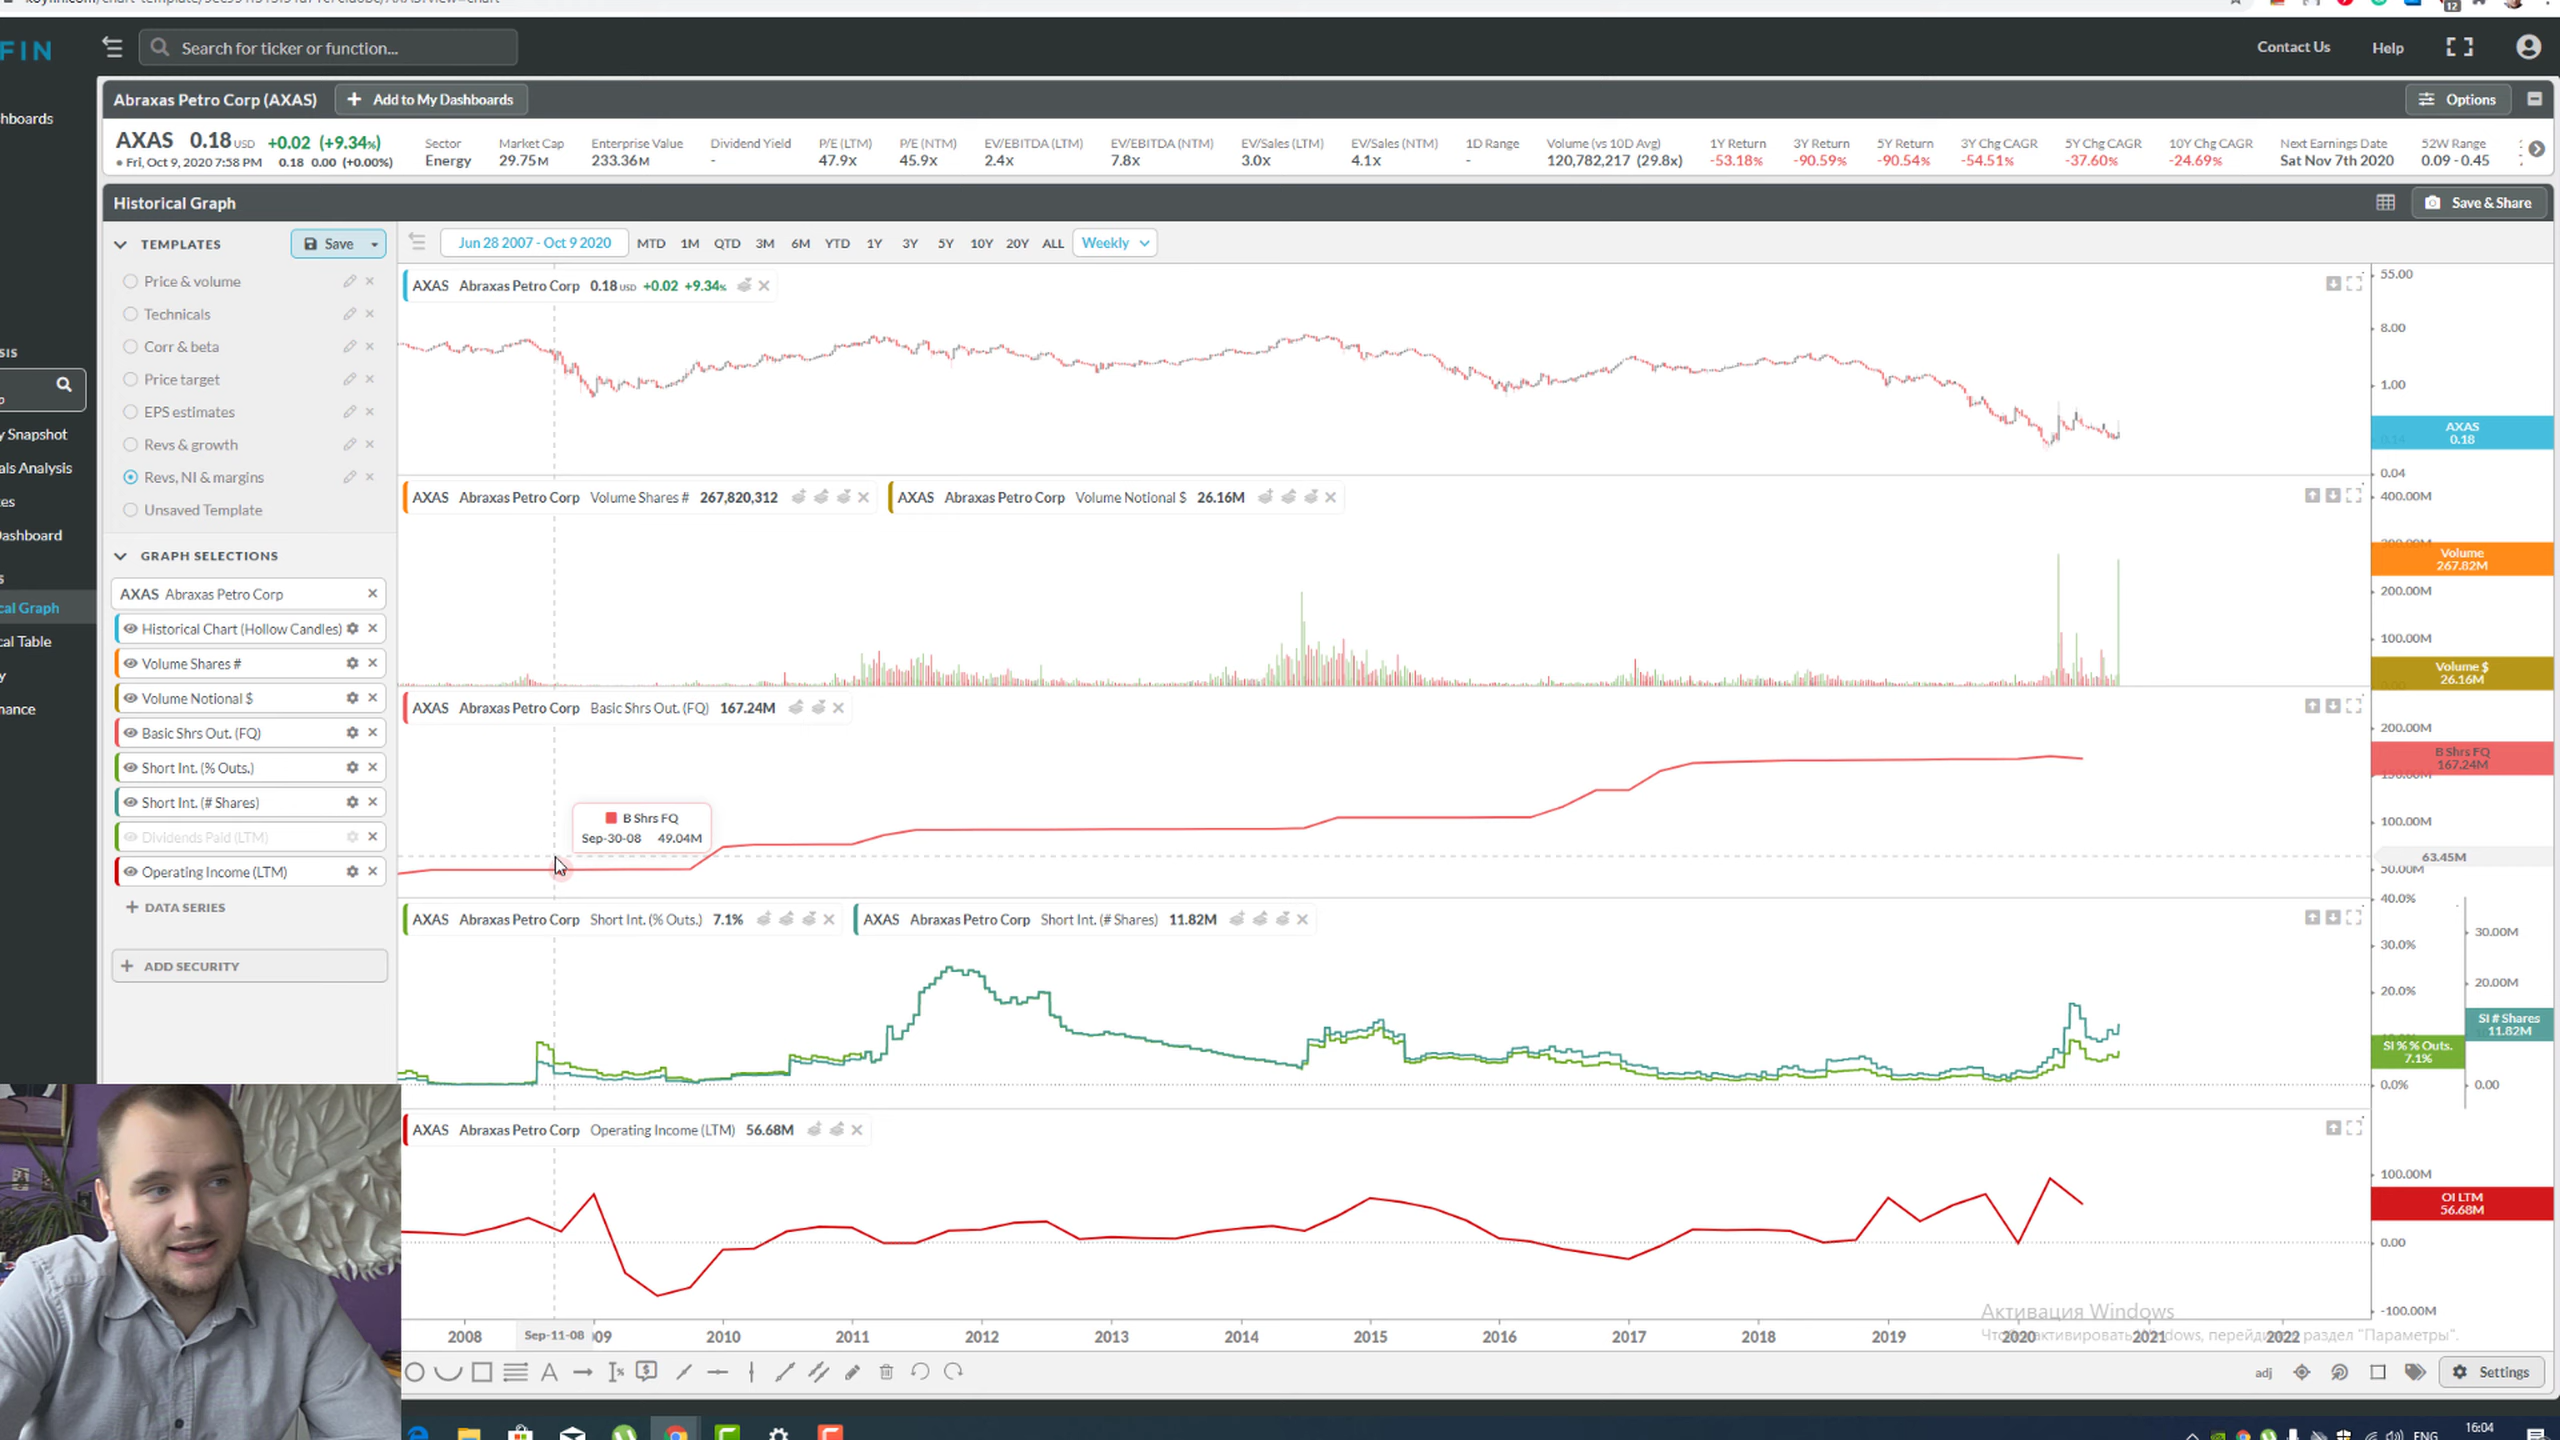 FIN
Search for ticker or function...
Contact Us
Help
Abraxas Petro Corp (AXAS)
Add to My Dashboards
Options
AXAS 0.18 USD +0.02 (+9.34%)
Fri, Oct 9, 2020 7:58 PM 0.18 0.00 (+0.00%)
Sector
Energy
Market Cap
29.75M
Enterprise Value
233.36M
Dividend Yield
-
P/E (LTM)
47.9x
P/E (NTM)
45.9x
EV/EBITDA (LTM)
2.4x
EV/EBITDA (NTM)
7.8x
EV/Sales (LTM)
3.0x
EV/Sales (NTM)
4.1x
1D Range
-
Volume (vs 10D Avg)
120,782,217 (29.8x)
1Y Return
-53.18%
3Y Return
-90.59%
5Y Return
-90.54%
3Y Chg CAGR
-54.51%
5Y Chg CAGR
-37.60%
10Y Chg CAGR
-24.69%
Next Earnings Date
Sat Nov 7th 2020
52W Range
0.09 - 0.45
Historical Graph
Save & Share
hboards
SIS
y Snapshot
als Analysis
es
Dashboard
s
cal Graph
cal Table
y
nance
TEMPLATES
Save
Price & volume
Technicals
Corr & beta
Price target
EPS estimates
Revs & growth
Revs, NI & margins
Unsaved Template
GRAPH SELECTIONS
AXAS Abraxas Petro Corp
Historical Chart (Hollow Candles)
Volume Shares #
Volume Notional $
Basic Shrs Out. (FQ)
Short Int. (% Outs.)
Short Int. (# Shares)
Dividends Paid (LTM)
Operating Income (LTM)
+ DATA SERIES
+ ADD SECURITY
Jun 28 2007 - Oct 9 2020 MTD 1M QTD 3M 6M YTD 1Y 3Y 5Y 10Y 20Y ALL Weekly
AXAS Abraxas Petro Corp 0.18 USD +0.02 +9.34%
55.00
8.00
1.00
AXAS
0.18
0.04
AXAS Abraxas Petro Corp Volume Shares # 267,820,312
AXAS Abraxas Petro Corp Volume Notional $ 26.16M
400.00M
Volume
267.82M
200.00M
100.00M
Volume $
26.16M
AXAS Abraxas Petro Corp Basic Shrs Out. (FQ) 167.24M
200.00M
B Shrs FQ
167.24M
100.00M
63.45M
50.00M
B Shrs FQ
Sep-30-08 49.04M
AXAS Abraxas Petro Corp Short Int. (% Outs.) 7.1%
AXAS Abraxas Petro Corp Short Int. (# Shares) 11.82M
40.0%
30.0%
20.0%
0.0%
30.00M
20.00M
SI # Shares
11.82M
SI % % Outs.
7.1%
0.00
AXAS Abraxas Petro Corp Operating Income (LTM) 56.68M
100.00M
OI LTM
56.68M
0.00
-100.00M
Активация Windows
Чтобы активировать Windows, перейдите в раздел "Параметры".
2008 Sep-11-08 09 2010 2011 2012 2013 2014 2015 2016 2017 2018 2019 2020 2021 2022
adj
Settings
ENG
16:04